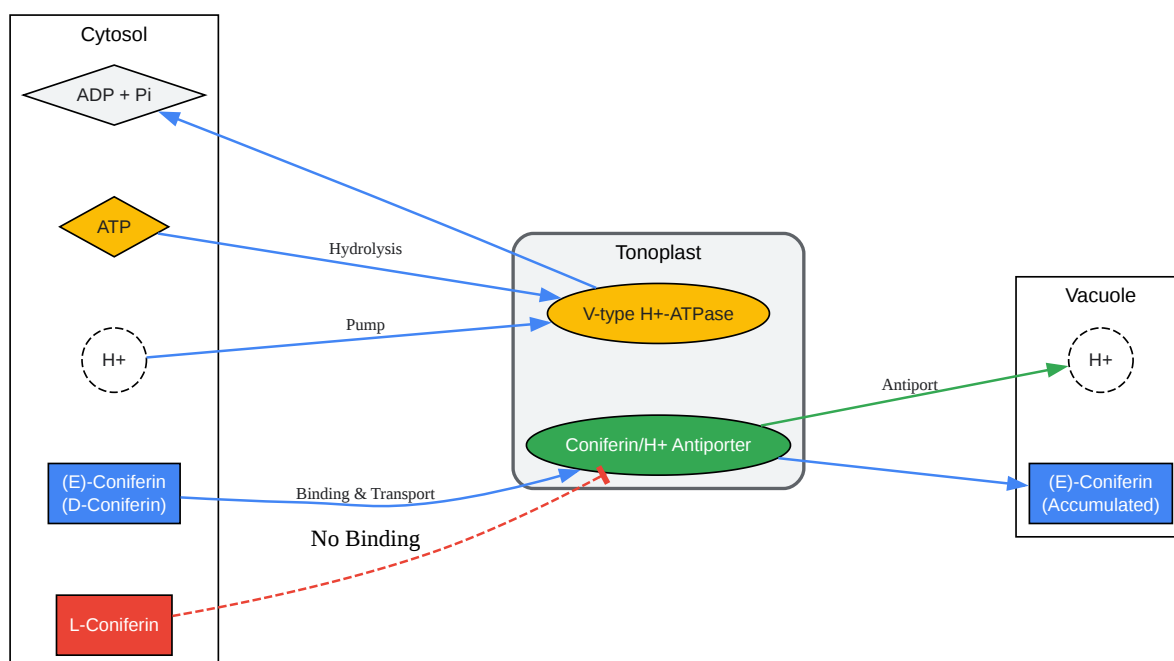 Cytosol
ADP + Pi
ATP
Hydrolysis
Tonoplast
V-type H+-ATPase
Vacuole
Pump
H+
H+
Antiport
Coniferin/H+ Antiporter
(E)-Coniferin
(D-Coniferin)
Binding & Transport
(E)-Coniferin
(Accumulated)
No Binding
L-Coniferin